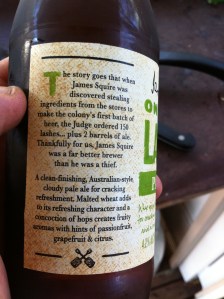 The story goes that when
James Squire was
discovered stealing
ingredients from the stores to
make the colony's first batch of
beer, the Judge ordered 150
lashes... plus 2 barrels of ale.
Thankfully for us, James Squire
was a far better brewer
than he was a thief.
A clean-finishing, Australian-style,
cloudy pale ale for cracking
refreshment. Malted wheat adds
to its refreshing character and a
concoction of hops creates fruity
aromas with hints of passionfruit,
grapefruit & citrus.
ON
LA